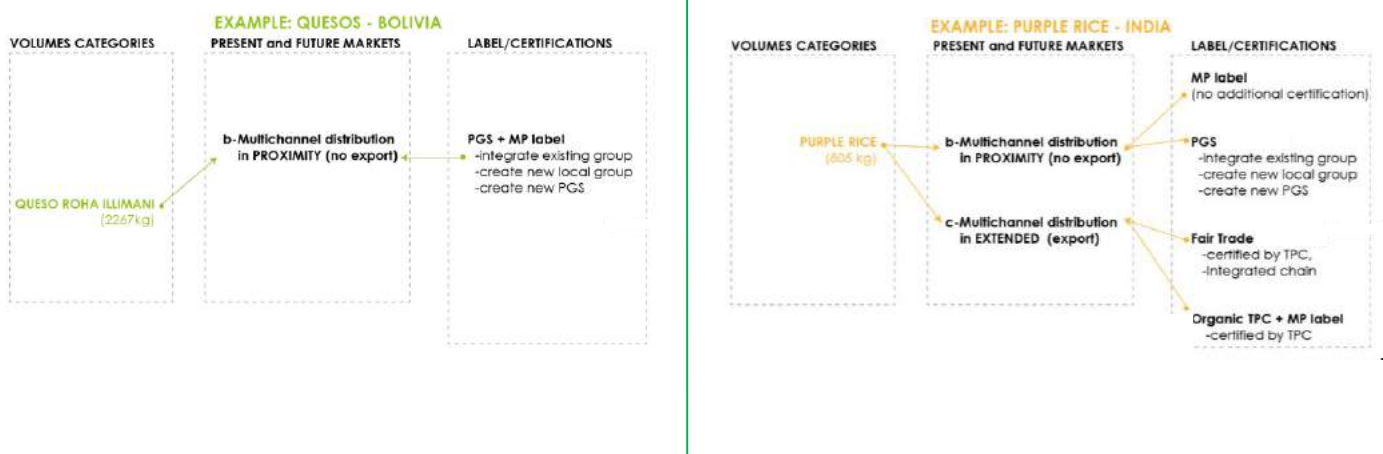 EXAMPLE: QUESOS - BOLIVIA
VOLUMES CATEGORIES
PRESENT and FUTURE MARKETS
LABEL/CERTIFICATIONS
b-Multichannel distribution
in PROXIMITY (no export)
PGS + MP label
-integrate existing group
-create new local group
-create new PGS
QUESO ROHA ILLIMANI
(2267kg)
EXAMPLE: PURPLE RICE - INDIA
VOLUMES CATEGORIES
PRESENT and FUTURE MARKETS
LABEL/CERTIFICATIONS
MP label
(no additional certification)
PURPLE RICE
(605 kg)
b-Multichannel distribution
in PROXIMITY (no export)
PGS
-integrate existing group
-create new local group
-create new PGS
c-Multichannel distribution
in EXTENDED (export)
Fair Trade
-certified by TPC,
-integrated chain
Organic TPC + MP label
-certified by TPC